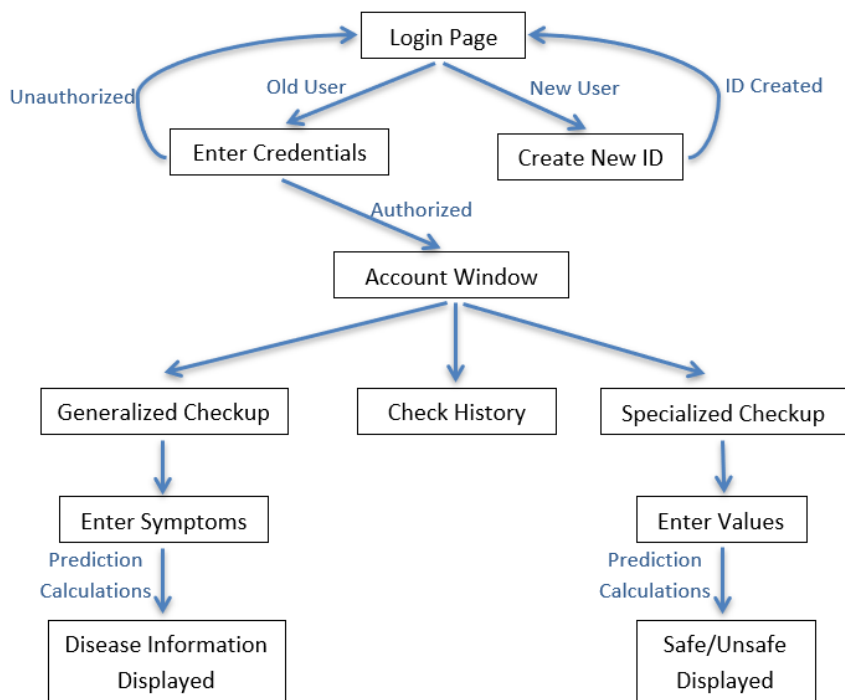 Login Page
Unauthorized
Old User
New User
ID Created
Enter Credentials
Create New ID
Authorized
Account Window
Generalized Checkup
Check History
Specialized Checkup
Enter Symptoms
Enter Values
Prediction
Calculations
Prediction
Calculations
Disease Information
Displayed
Safe/Unsafe
Displayed